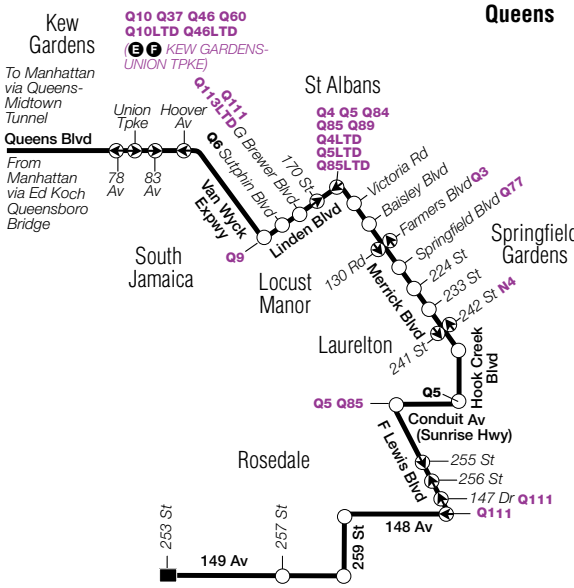 Queens
Kew
Gardens
Q10 Q37 Q46 Q60
Q10LTD Q46LTD
(E F KEW GARDENS-
UNION TPKE)
To Manhattan
via Queens-
Midtown
Tunnel
Queens Blvd
From
Manhattan
via Ed Koch
Queensboro
Bridge
Union
Tpke
Hoover
Av
78
Av
83
Av
Q111
Q113LTD
Q6
Sutphin Blvd
G Brewer Blvd
170 St
Van Wyck
Expwy
Q9
Linden Blvd
South
Jamaica
St Albans
Q4 Q5 Q84
Q85 Q89
Q4LTD
Q5LTD
Q85LTD
Victoria Rd
Baisley Blvd
Farmers Blvd Q3
Springfield Blvd Q77
130 Rd
Merrick Blvd
224 St
233 St
242 St N4
241 St
Springfield
Gardens
Locust
Manor
Laurelton
Hook Creek
Blvd
Q5
Q5 Q85
Conduit Av
(Sunrise Hwy)
F Lewis Blvd
255 St
256 St
147 Dr Q111
Q111
148 Av
Rosedale
259 St
257 St
253 St
149 Av